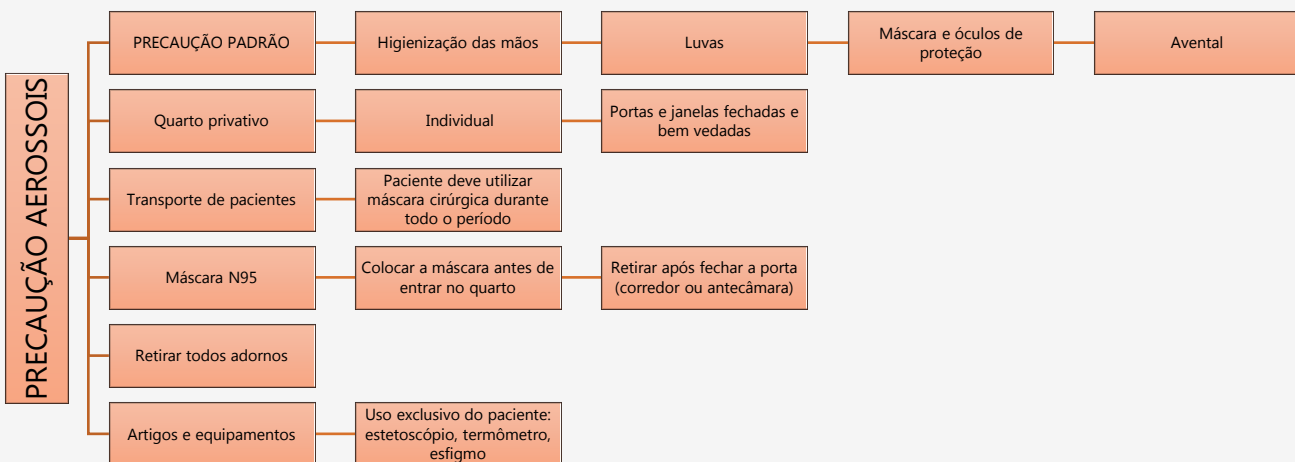 PRECAUÇÃO AEROSSOIS
PRECAUÇÃO PADRÃO
Higienização das mãos
Luvas
Máscara e óculos de
proteção
Avental
Quarto privativo
Individual
Portas e janelas fechadas e
bem vedadas
Transporte de pacientes
Paciente deve utilizar
máscara cirúrgica durante
todo o período
Máscara N95
Colocar a máscara antes de
entrar no quarto
Retirar após fechar a porta
(corredor ou antecâmara)
Retirar todos adornos
Artigos e equipamentos
Uso exclusivo do paciente:
estetoscópio, termômetro,
esfigmo